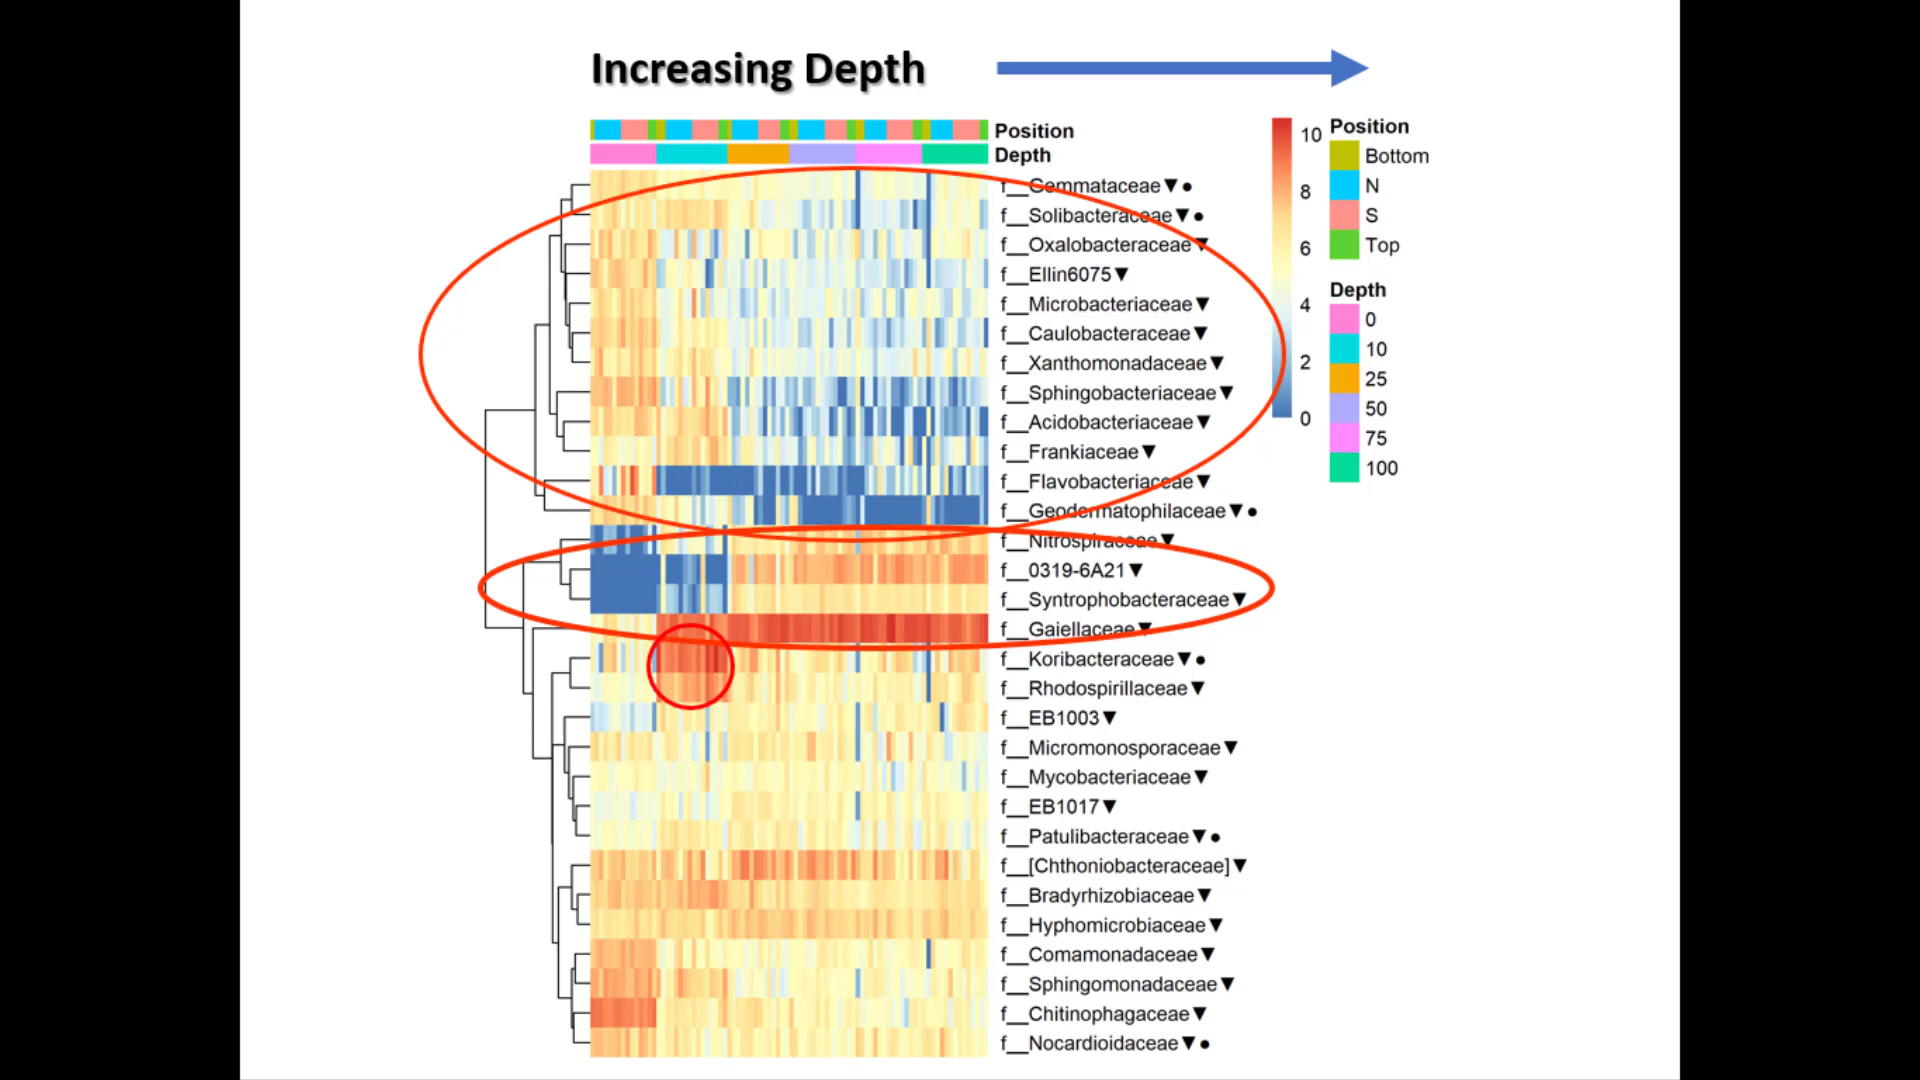 Increasing Depth
Position
Depth
f__Gemmataceae▼●
f__Solibacteraceae▼●
f__Oxalobacteraceae▼
f__Ellin6075▼
f__Microbacteriaceae▼
f__Caulobacteraceae▼
f__Xanthomonadaceae▼
f__Sphingobacteriaceae▼
f__Acidobacteriaceae▼
f__Frankiaceae▼
f__Flavobacteriaceae▼
f__Geodermatophilaceae▼●
f__Nitrospiraceae▼
f__0319-6A21▼
f__Syntrophobacteraceae▼
f__Gaiellaceae▼
f__Koribacteraceae▼●
f__Rhodospirillaceae▼
f__EB1003▼
f__Micromonosporaceae▼
f__Mycobacteriaceae▼
f__EB1017▼
f__Patulibacteraceae▼●
f__[Chthoniobacteraceae]▼
f__Bradyrhizobiaceae▼
f__Hyphomicrobiaceae▼
f__Comamonadaceae▼
f__Sphingomonadaceae▼
f__Chitinophagaceae▼
f__Nocardioidaceae▼●
10
8
6
4
2
0
Position
Bottom
N
S
Top
Depth
0
10
25
50
75
100